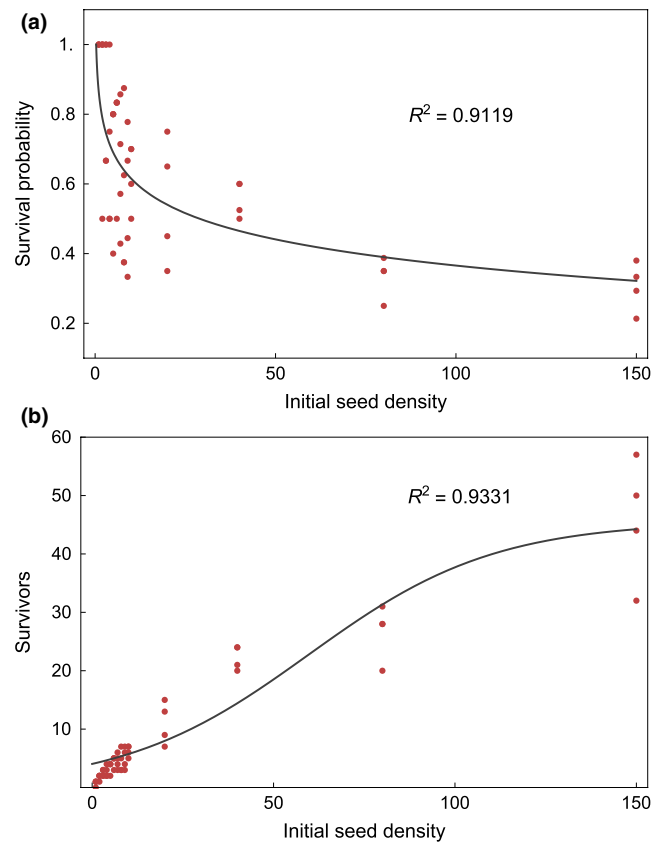 (a)
1.
0.8
0.6
0.4
0.2
Survival probability
R² = 0.9119
0 50 100 150
Initial seed density
(b)
60
50
40
30
20
10
Survivors
R² = 0.9331
0 50 100 150
Initial seed density